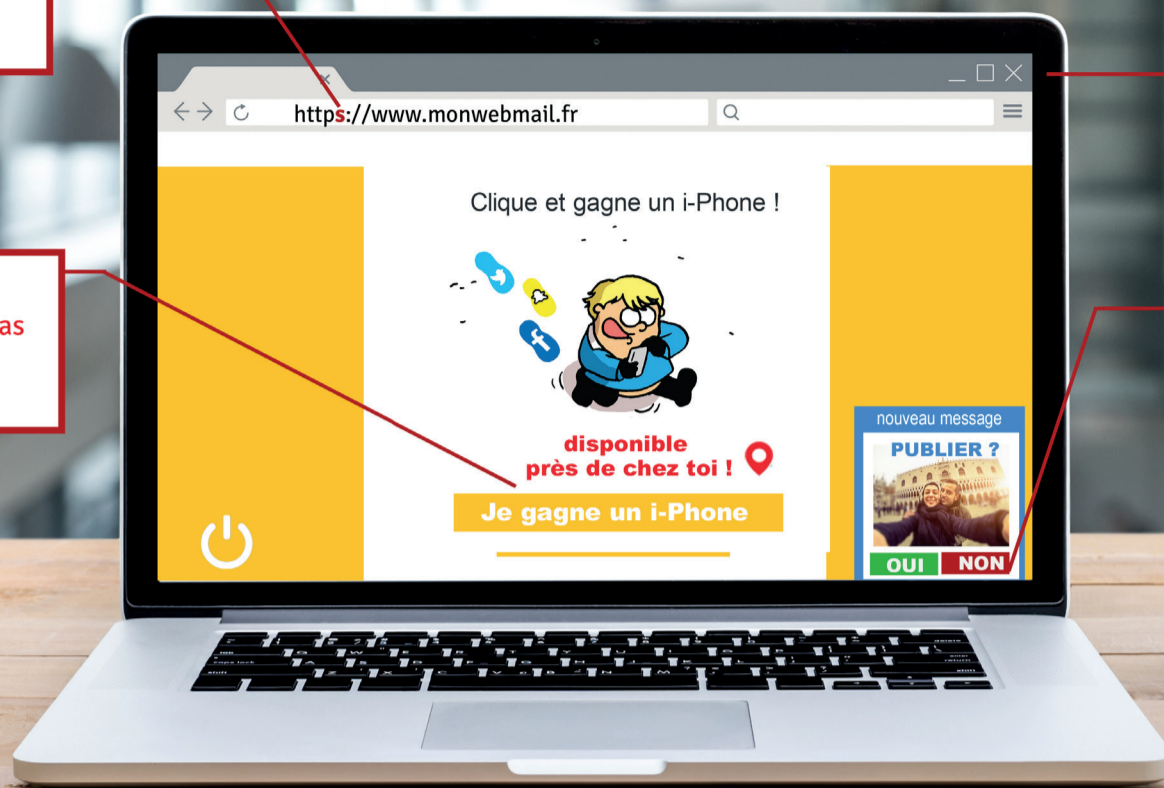 https://www.monwebmail.fr
Clique et gagne un i-Phone !
as
disponible
près de chez toi !
Je gagne un i-Phone
nouveau message
PUBLIER ?
OUI NON